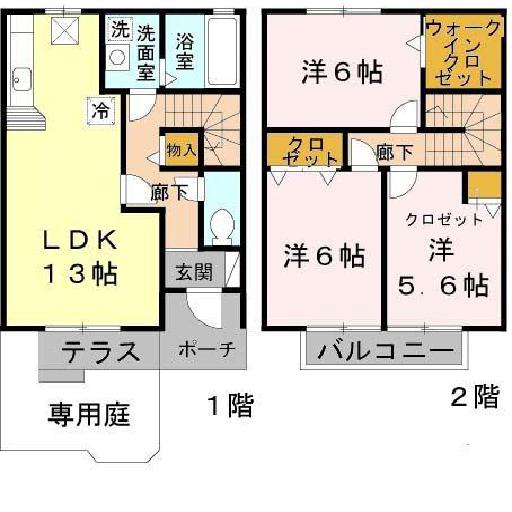 洗
洗面室
浴室
冷
物入
廊下
LDK
13帖
玄関
テラス
ポーチ
専用庭
1階
洋6帖
ウォーク
イン
クロ
ゼット
クロ
ゼット
廊下
洋6帖
クロゼット
洋
5.6帖
バルコニー
2階